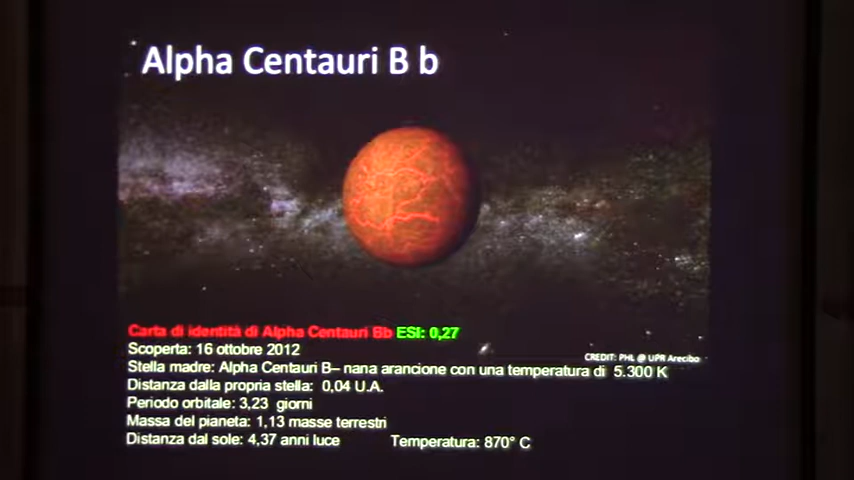 Alpha Centauri B b
Carta di identità di Alpha Centauri Bb ESI: 0,27
Scoperta: 16 ottobre 2012
CREDIT: PHL @ UPR Arecibo
Stella madre: Alpha Centauri B– nana arancione con una temperatura di 5.300 K
Distanza dalla propria stella: 0,04 U.A.
Periodo orbitale: 3,23 giorni
Massa del pianeta: 1,13 masse terrestri
Distanza dal sole: 4,37 anni luce Temperatura: 870° C